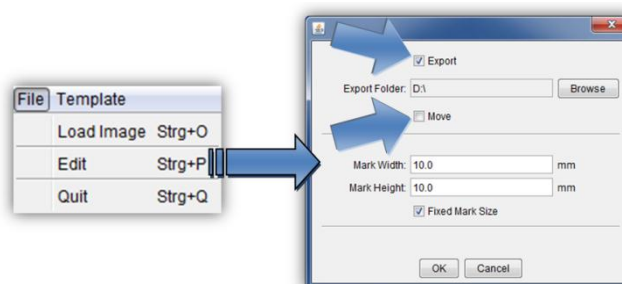 File Template
Load Image Strg+O
Edit Strg+P
Quit Strg+Q
Export
Export Folder: D:\ Browse
Move
Mark Width: 10.0 mm
Mark Height: 10.0 mm
Fixed Mark Size
OK Cancel